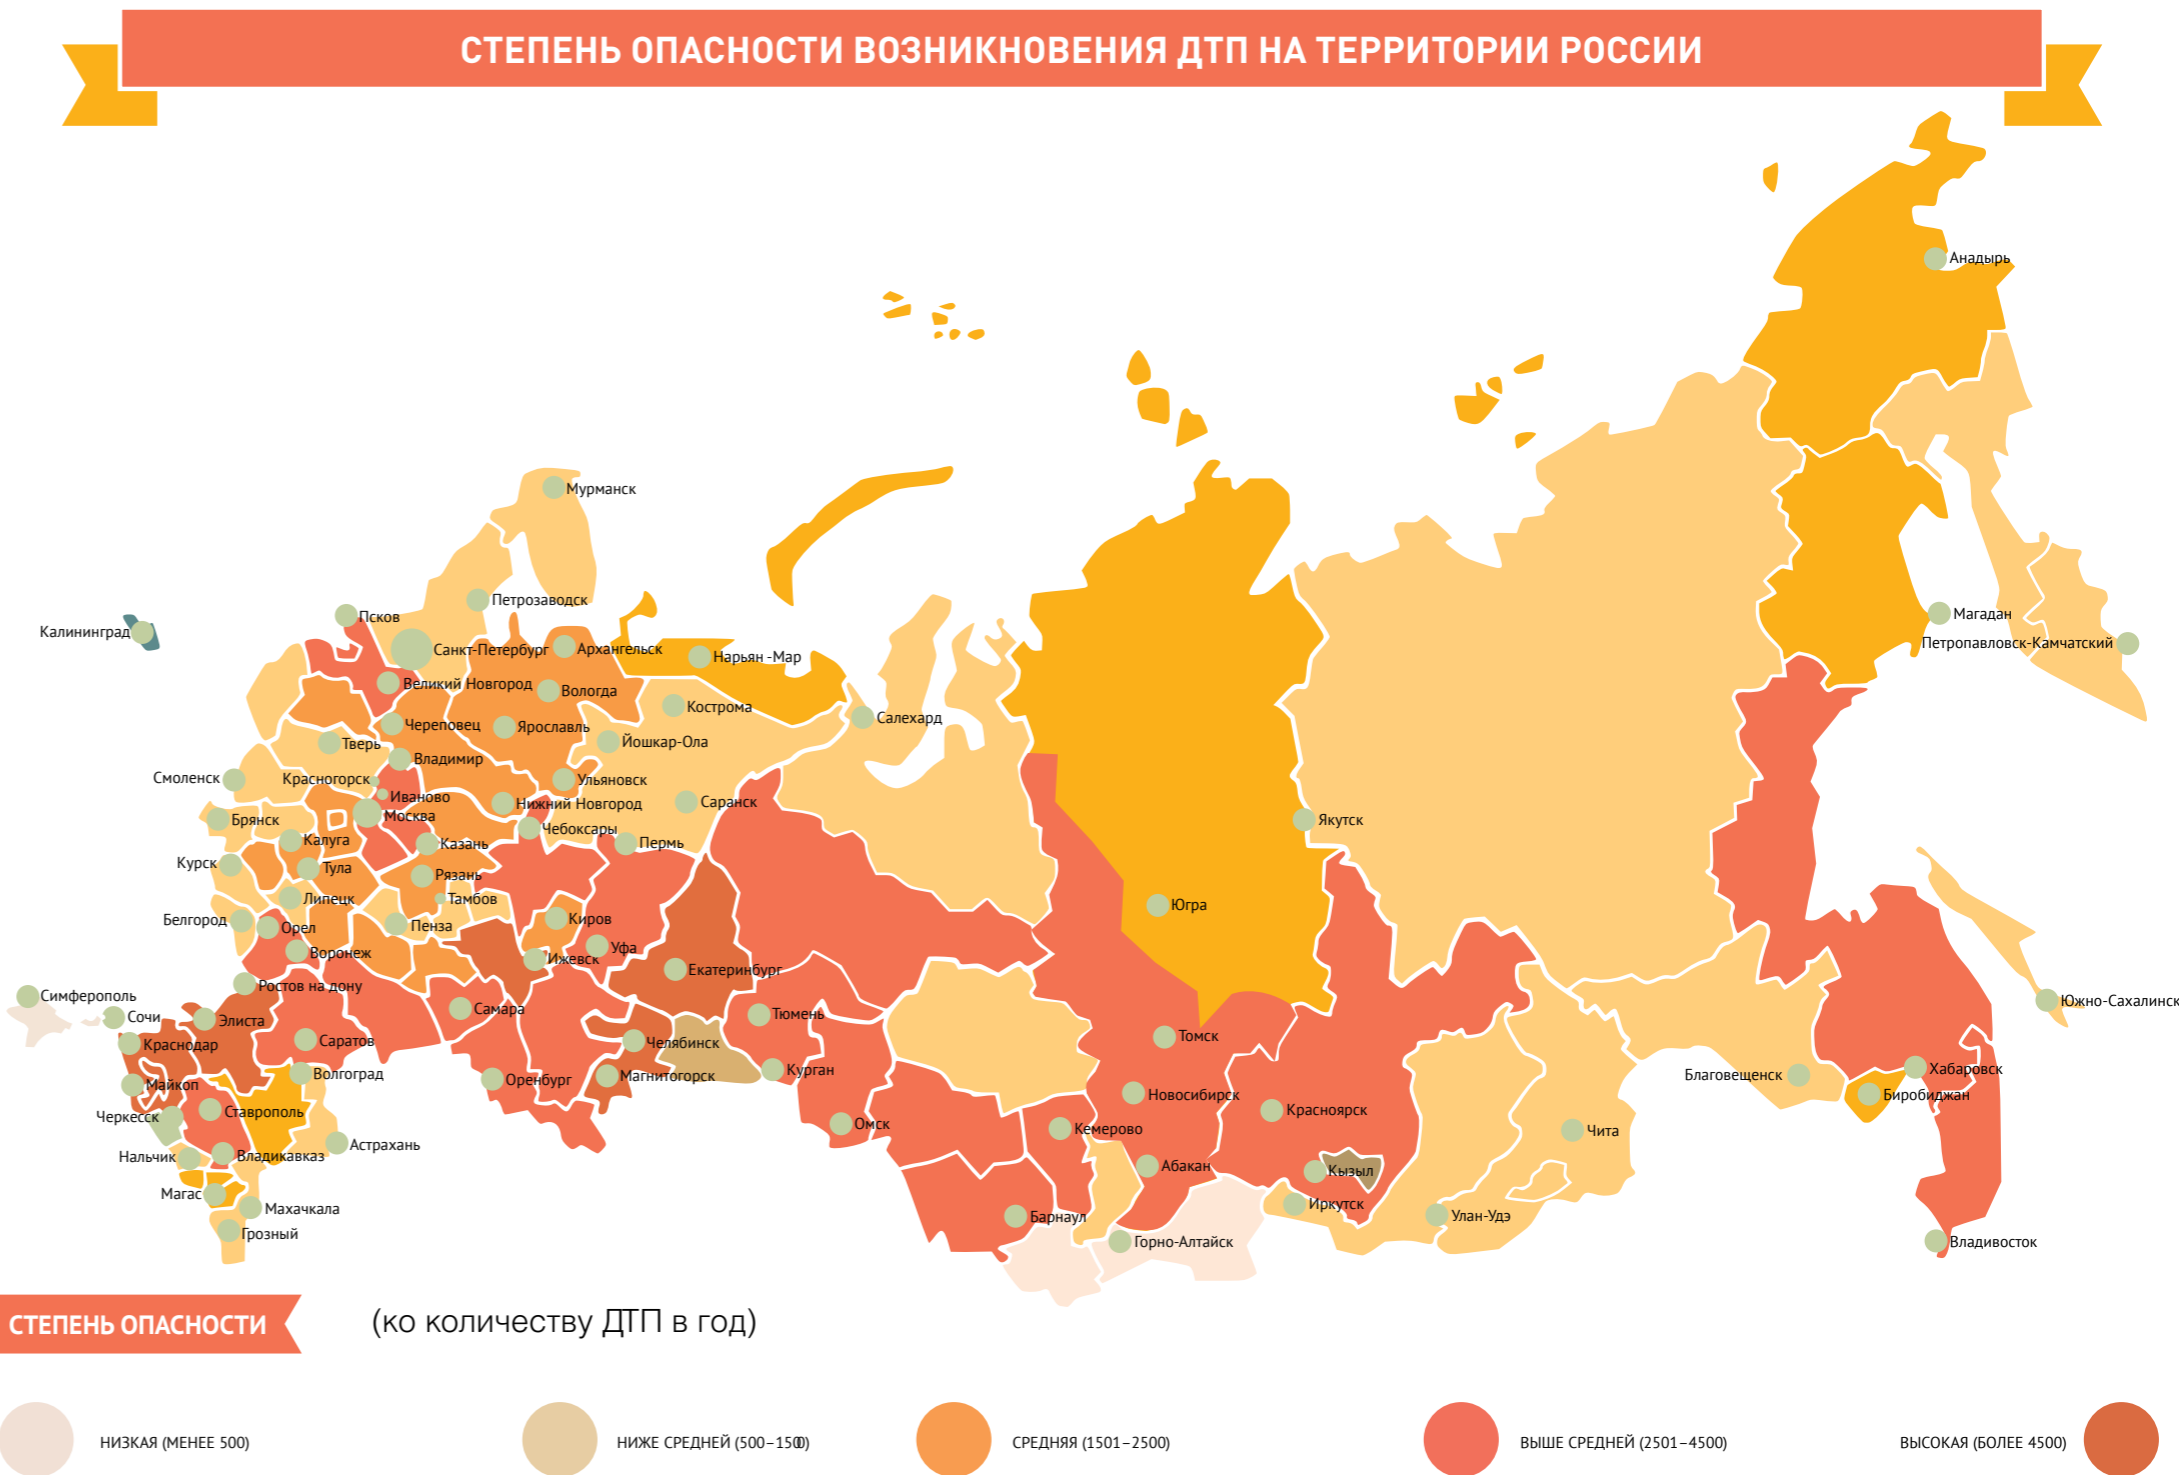 СТЕПЕНЬ ОПАСНОСТИ ВОЗНИКНОВЕНИЯ ДТП НА ТЕРРИТОРИИ РОССИИ
Анадырь
Мурманск
Петрозаводск
Псков
Калининград
Санкт-Петербург
Архангельск
Нарьян -Мар
Магадан
Петропавловск-Камчатский
Великий Новгород
Вологда
Кострома
Салехард
Череповец
Ярославль
Йошкар-Ола
Тверь
Владимир
Смоленск
Красногорск
Ульяновск
Иваново
Нижний Новгород
Саранск
Москва
Брянск
Чебоксары
Якутск
Калуга
Казань
Пермь
Курск
Тула
Рязань
Липецк
Тамбов
Югра
Белгород
Орел
Пенза
Киров
Воронеж
Ижевск
Уфа
Екатеринбург
Ростов на дону
Симферополь
Сочи
Элиста
Самара
Тюмень
Южно-Сахалинск
Краснодар
Саратов
Челябинск
Томск
Майкоп
Волгоград
Оренбург
Магнитогорск
Курган
Благовещенск
Хабаровск
Черкесск
Ставрополь
Новосибирск
Красноярск
Биробиджан
Омск
Кемерово
Чита
Астрахань
Нальчик
Владикавказ
Абакан
Кызыл
Магас
Махачкала
Иркутск
Грозный
Барнаул
Улан-Удэ
Горно-Алтайск
Владивосток
СТЕПЕНЬ ОПАСНОСТИ
(ко количеству ДТП в год)
НИЗКАЯ (МЕНЕЕ 500)
НИЖЕ СРЕДНЕЙ (500–1500)
СРЕДНЯЯ (1501–2500)
ВЫШЕ СРЕДНЕЙ (2501–4500)
ВЫСОКАЯ (БОЛЕЕ 4500)